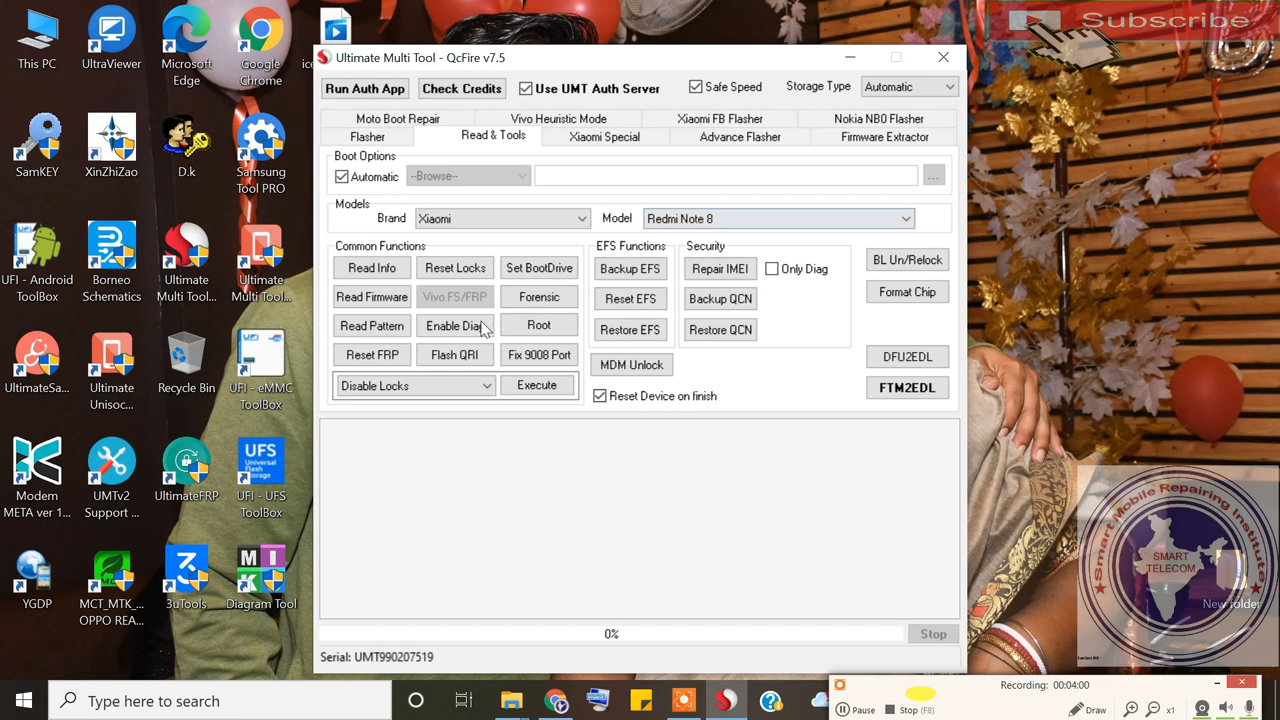 This PC
UltraViewer
Microsoft Edge
Google Chrome
Subscribe
SamKEY
XinZhiZao
D.k
Samsung Tool PRO
UFI - Android ToolBox
Borneo Schematics
Ultimate Multi Tool...
Ultimate Multi Tool...
UltimateSa...
Ultimate Unisoc...
Recycle Bin
UFI - eMMC ToolBox
Modem META ver 1...
UMTv2 Support ...
UltimateFRP
UFS
Universal Flash Storage
UFI - UFS ToolBox
YGDP
MCT_MTK_... OPPO REA...
3uTools
Diagram Tool
Ultimate Multi Tool - QcFire v7.5
Run Auth App
Check Credits
Use UMT Auth Server
Safe Speed
Storage Type
Automatic
Moto Boot Repair
Vivo Heuristic Mode
Xiaomi FB Flasher
Nokia NB0 Flasher
Flasher
Read & Tools
Xiaomi Special
Advance Flasher
Firmware Extractor
Boot Options
Automatic
--Browse--
...
Models
Brand
Xiaomi
Model
Redmi Note 8
Common Functions
EFS Functions
Security
Read Info
Reset Locks
Set BootDrive
Backup EFS
Repair IMEI
Only Diag
BL Un/Relock
Read Firmware
Vivo FS/FRP
Forensic
Reset EFS
Backup QCN
Format Chip
Read Pattern
Enable Diag
Root
Restore EFS
Restore QCN
Reset FRP
Flash QRI
Fix 9008 Port
MDM Unlock
DFU2EDL
Disable Locks
Execute
Reset Device on finish
FTM2EDL
0%
Stop
Serial: UMT990207519
Smart Mobile Repairing Institute
SMART TELECOM
New folder
Type here to search
Recording: 00:04:00
Pause
Stop (F8)
Draw
x1